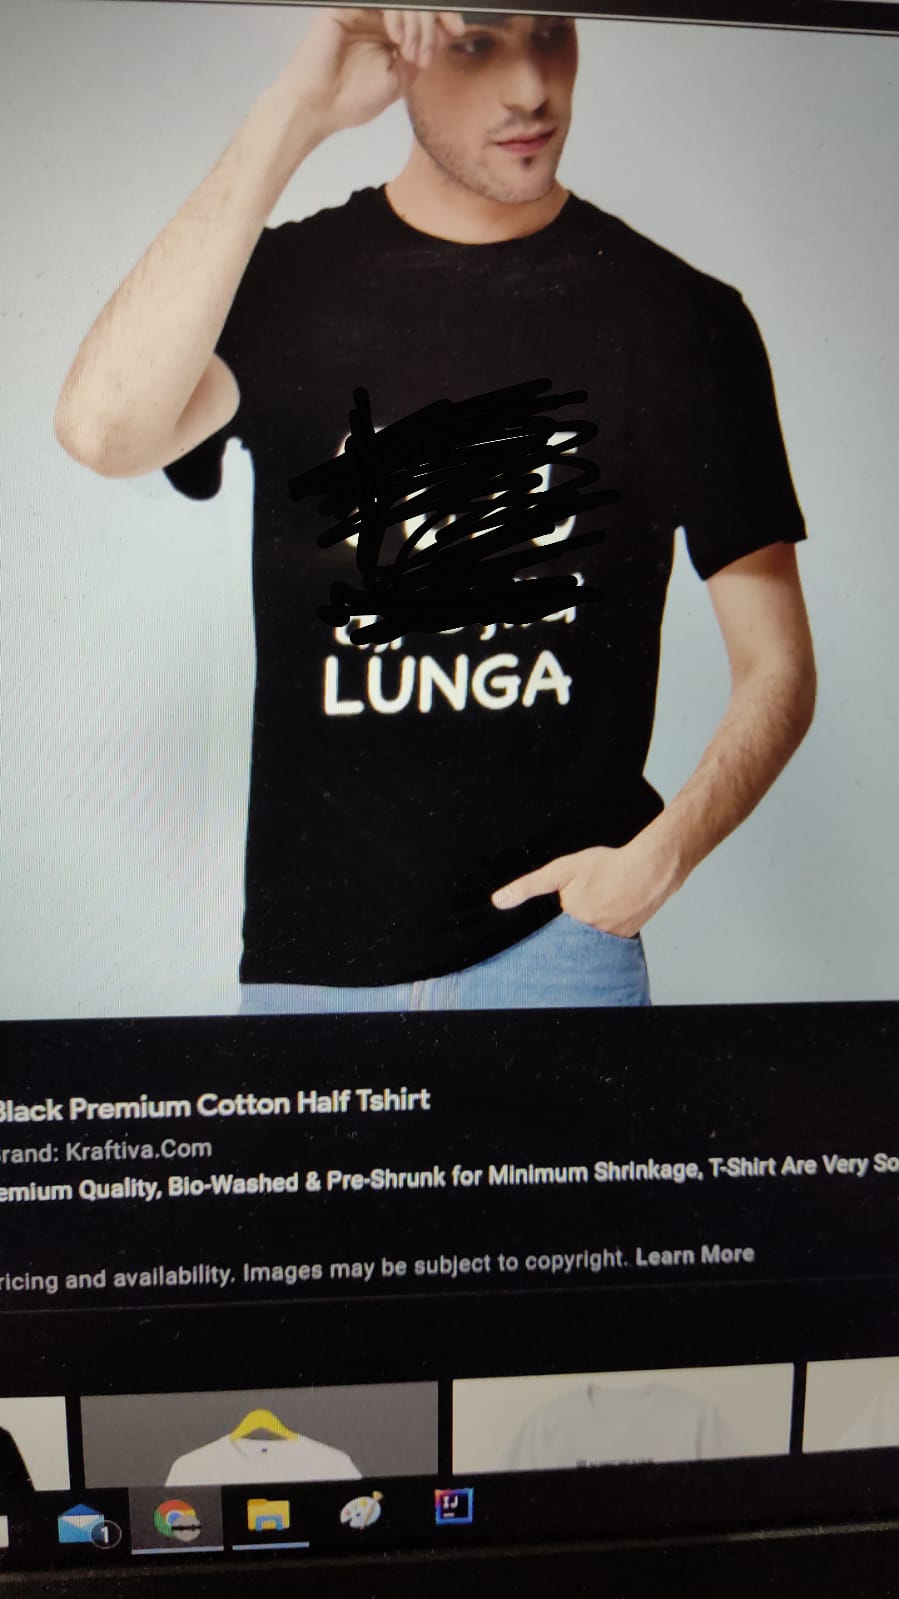 LUNGA
Black Premium Cotton Half Tshirt
rand: Kraftiva.Com
emium Quality, Bio-Washed & Pre-Shrunk for Minimum Shrinkage, T-Shirt Are Very So
ricing and availability. Images may be subject to copyright. Learn More
1
IJ